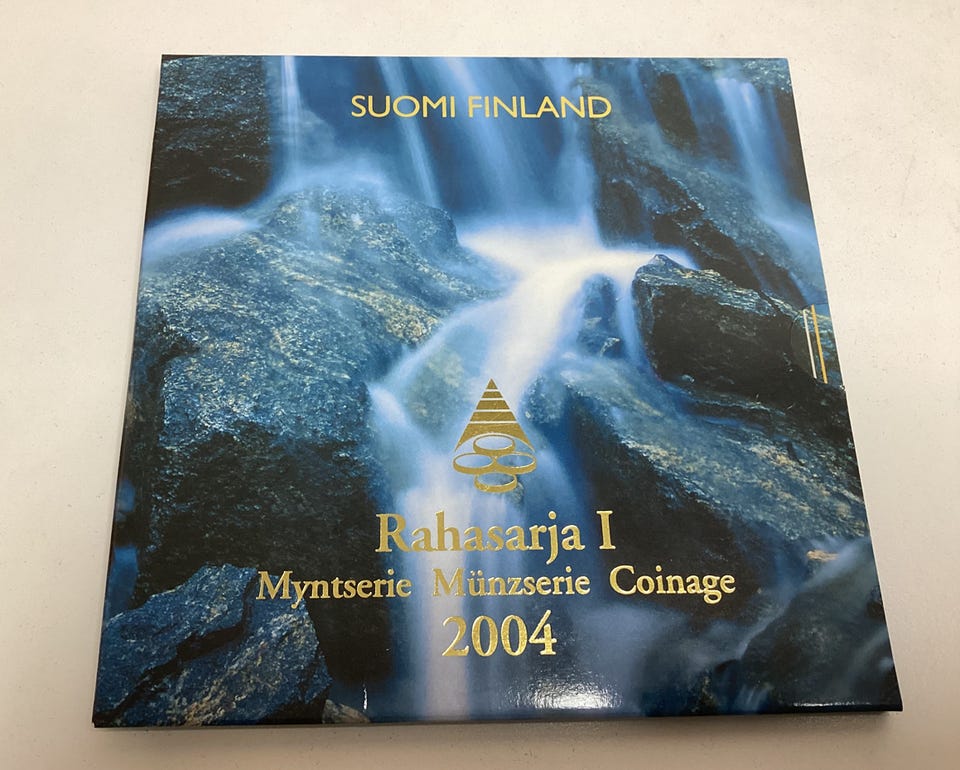 SUOMI FINLAND
Rahasarja I
Myntserie Münzserie Coinage
2004